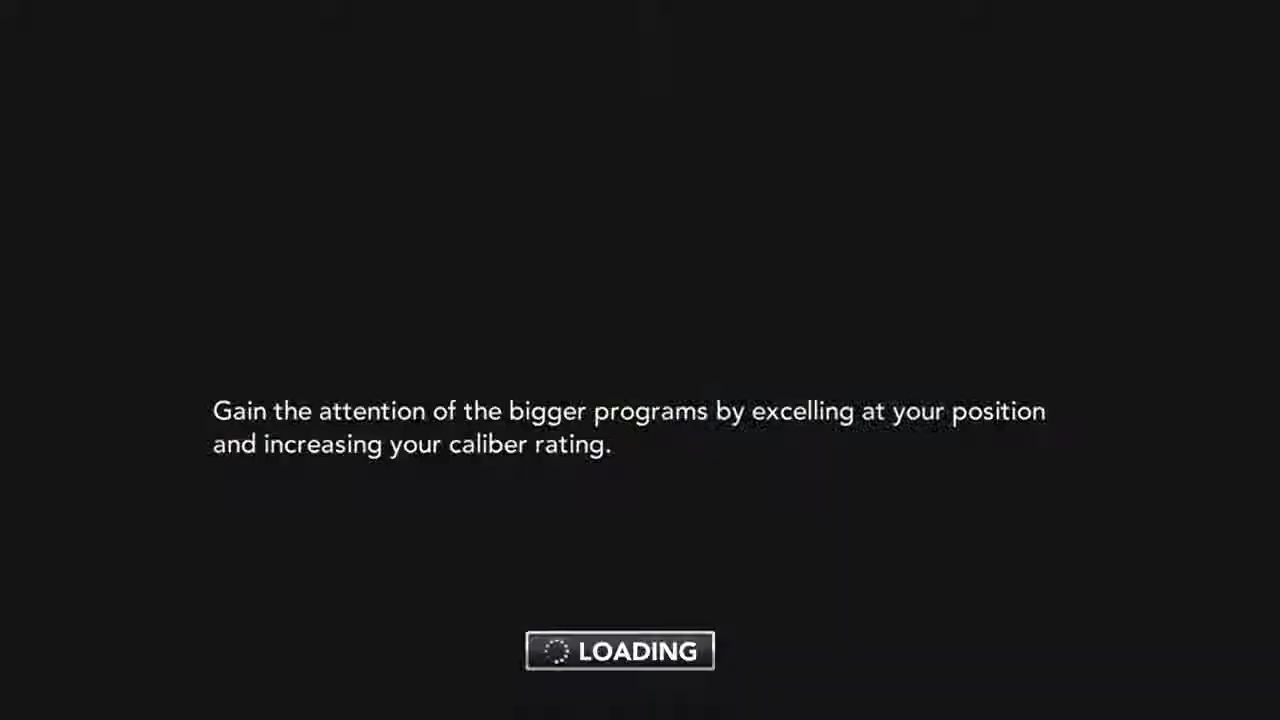 Gain the attention of the bigger programs by excelling at your position
and increasing your caliber rating.
LOADING